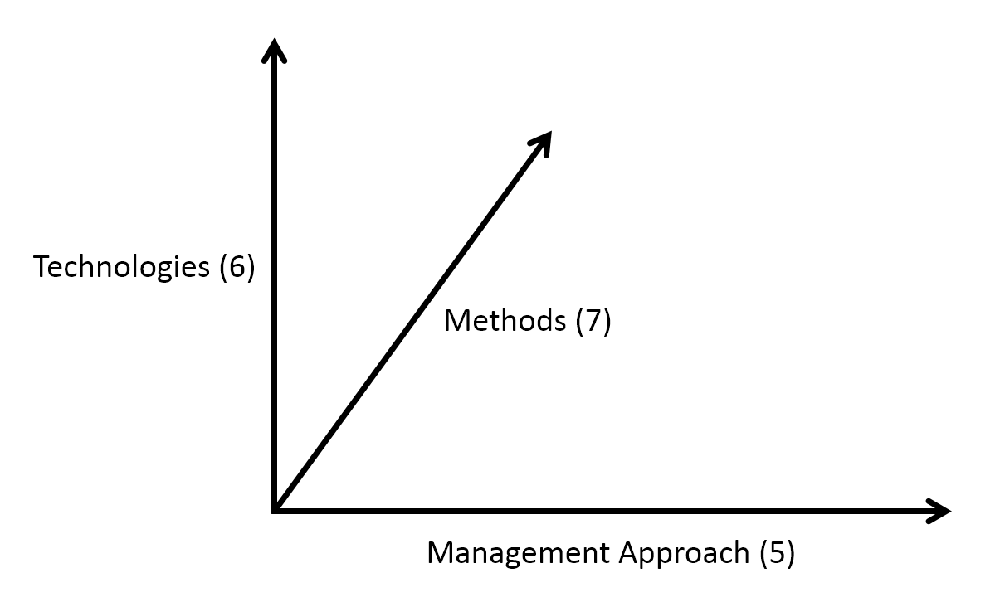 Technologies (6)
Methods (7)
Management Approach (5)